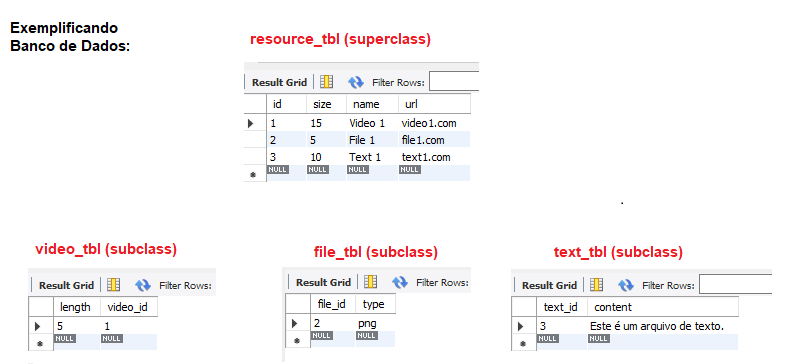 Exemplificando
Banco de Dados:
resource_tbl (superclass)
Result Grid Filter Rows:
id size name url
1 15 Video 1 video1.com
2 5 File 1 file1.com
3 10 Text 1 text1.com
NULL NULL NULL NULL
.
video_tbl (subclass)
Result Grid Filter Rows:
length video_id
5 1
NULL NULL
file_tbl (subclass)
Result Grid Filter Rows:
file_id type
2 png
NULL NULL
text_tbl (subclass)
Result Grid Filter Rows:
text_id content
3 Este é um arquivo de texto.
NULL NULL